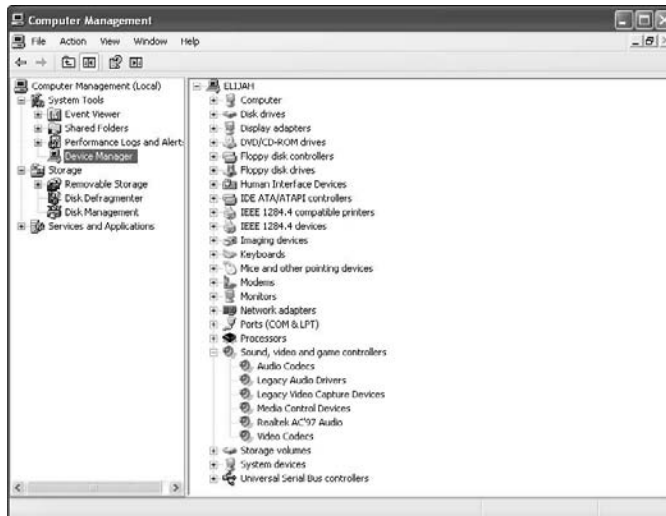 Computer Management
File Action View Window Help
Computer Management (Local)
System Tools
Event Viewer
Shared Folders
Performance Logs and Alert
Device Manager
Storage
Removable Storage
Disk Defragmenter
Disk Management
Services and Applications
ELIJAH
Computer
Disk drives
Display adapters
DVD/CD-ROM drives
Floppy disk controllers
Floppy disk drives
Human Interface Devices
IDE ATA/ATAPI controllers
IEEE 1284.4 compatible printers
IEEE 1284.4 devices
Imaging devices
Keyboards
Mice and other pointing devices
Modems
Monitors
Network adapters
Ports (COM & LPT)
Processors
Sound, video and game controllers
Audio Codecs
Legacy Audio Drivers
Legacy Video Capture Devices
Media Control Devices
Realtek AC'97 Audio
Video Codecs
Storage volumes
System devices
Universal Serial Bus controllers